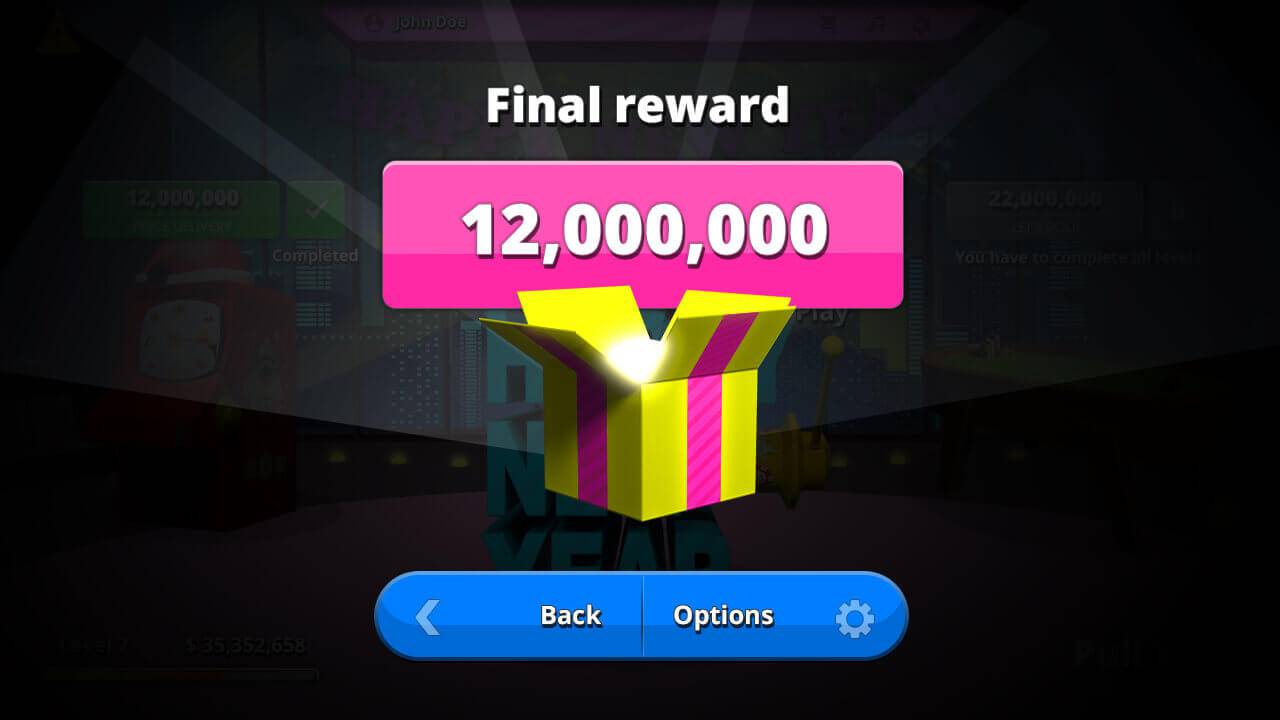 John Doe
Final reward
12,000,000
12,000,000
22,000,000
Completed
You have to complete all levels
Play
NEW
YEAR
Back
Options
Level 7
$ 35,352,658
Pull